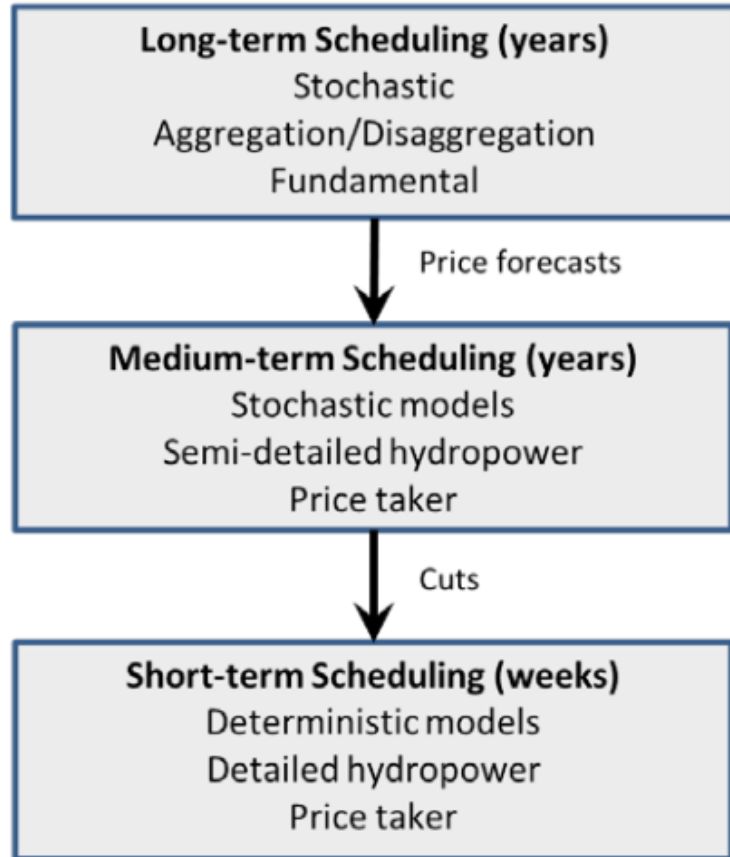 Long-term Scheduling (years)
Stochastic
Aggregation/Disaggregation
Fundamental
Price forecasts
Medium-term Scheduling (years)
Stochastic models
Semi-detailed hydropower
Price taker
Cuts
Short-term Scheduling (weeks)
Deterministic models
Detailed hydropower
Price taker